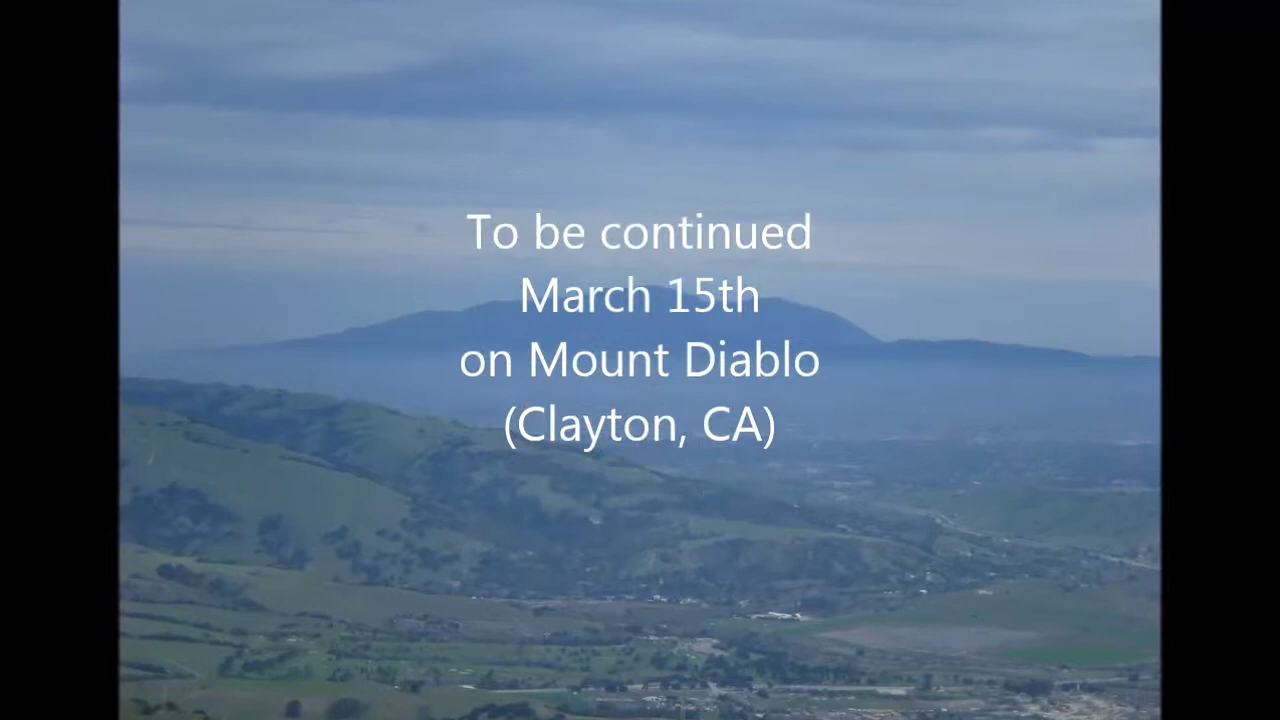 To be continued
March 15th
on Mount Diablo
(Clayton, CA)